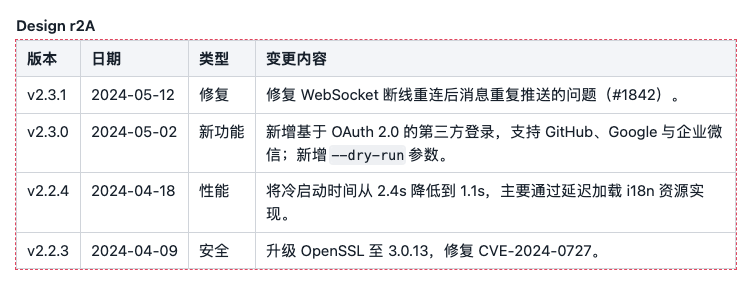 Design r2A
版本 日期 类型 变更内容
v2.3.1 2024-05-12 修复 修复 WebSocket 断线重连后消息重复推送的问题（#1842）。
v2.3.0 2024-05-02 新功能 新增基于 OAuth 2.0 的第三方登录，支持 GitHub、Google 与企业微
信；新增 --dry-run 参数。
v2.2.4 2024-04-18 性能 将冷启动时间从 2.4s 降低到 1.1s，主要通过延迟加载 i18n 资源实
现。
v2.2.3 2024-04-09 安全 升级 OpenSSL 至 3.0.13，修复 CVE-2024-0727。